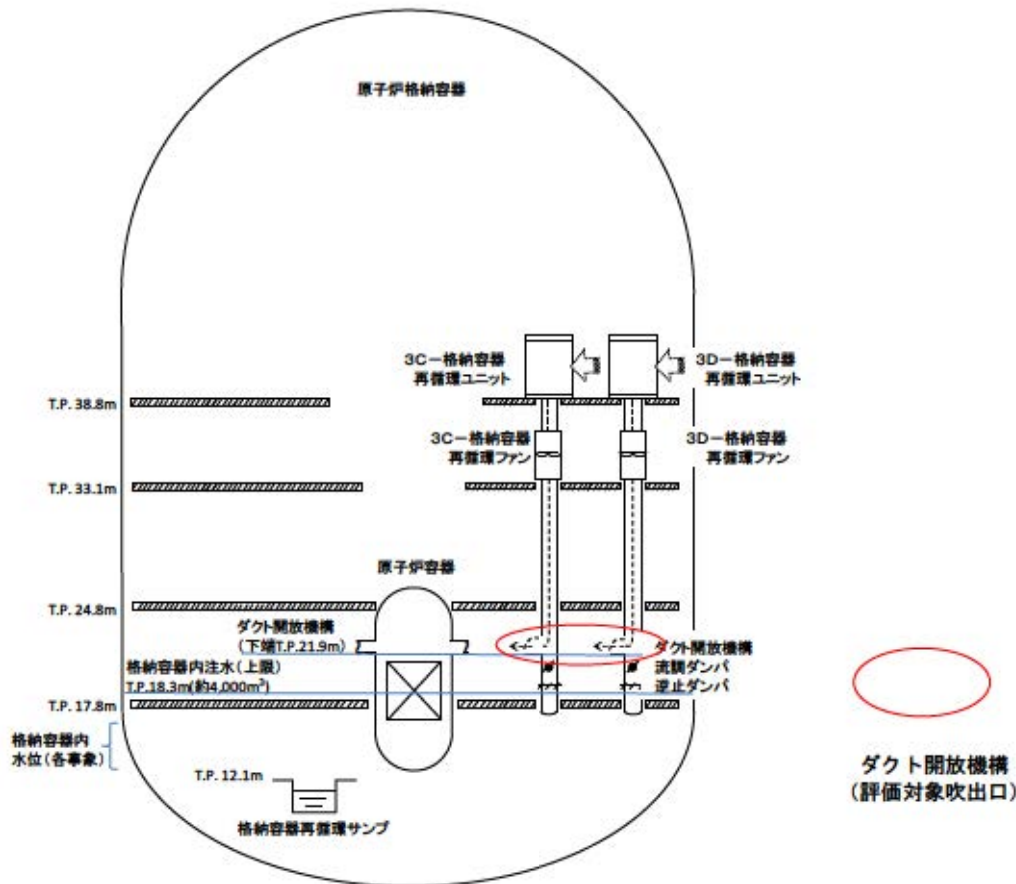 原子炉格納容器
3C－格納容器
再循環ユニット
3D－格納容器
再循環ユニット
T.P. 38.8m
3C－格納容器
再循環ファン
3D－格納容器
再循環ファン
T.P. 33.1m
原子炉容器
T.P. 24.8m
ダクト開放機構
（下端T.P.21.9m）
ダクト開放機構
流調ダンパ
逆止ダンパ
格納容器内注水（上限）
T.P.18.3m(約4,000m³)
T.P. 17.8m
格納容器内
水位（各事象）
T.P. 12.1m
格納容器再循環サンプ
ダクト開放機構
（評価対象吹出口）